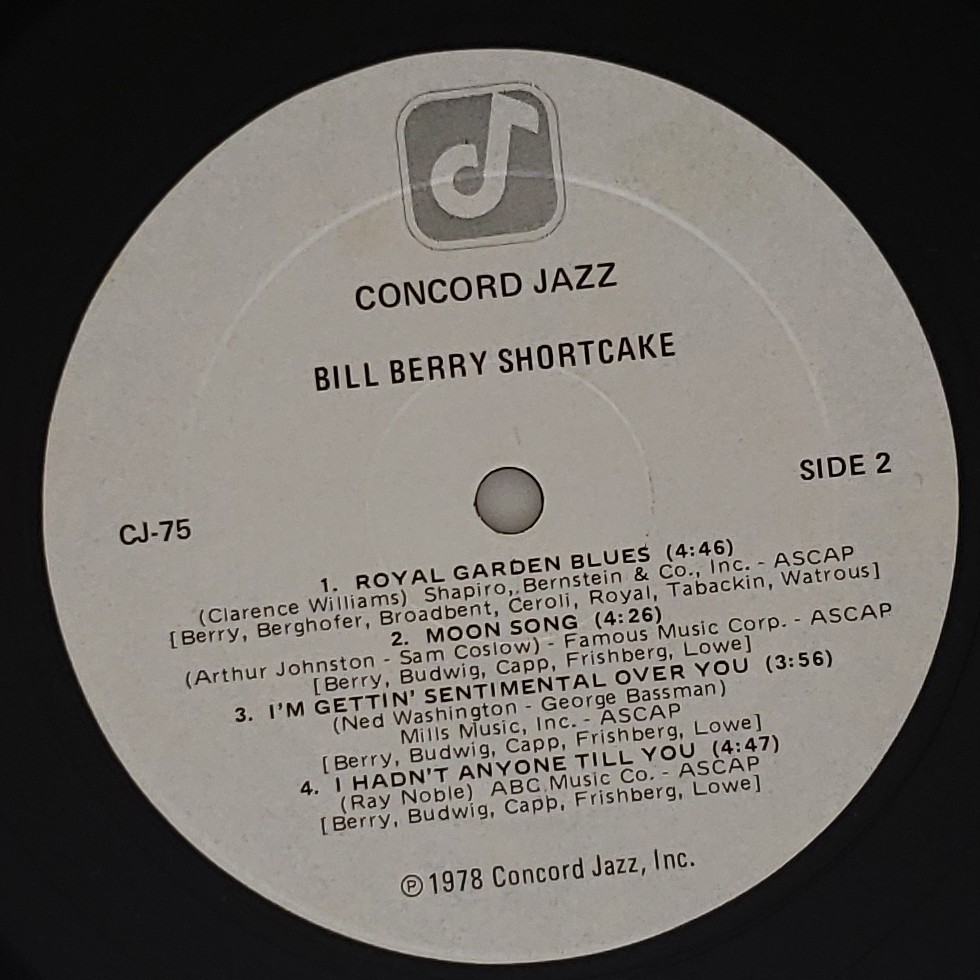 CONCORD JAZZ
BILL BERRY SHORTCAKE
SIDE 2
CJ-75
1. ROYAL GARDEN BLUES (4:46)
(Clarence Williams) Shapiro, Bernstein & Co., Inc. - ASCAP
[Berry, Berghofer, Broadbent, Ceroli, Royal, Tabackin, Watrous]
2. MOON SONG (4:26)
(Arthur Johnston - Sam Coslow) - Famous Music Corp. - ASCAP
[Berry, Budwig, Capp, Frishberg, Lowe]
3. I'M GETTIN' SENTIMENTAL OVER YOU (3:56)
(Ned Washington - George Bassman)
Mills Music, Inc. - ASCAP
[Berry, Budwig, Capp, Frishberg, Lowe]
4. I HADN'T ANYONE TILL YOU (4:47)
(Ray Noble) ABC Music Co. - ASCAP
[Berry, Budwig, Capp, Frishberg, Lowe]
℗ 1978 Concord Jazz, Inc.